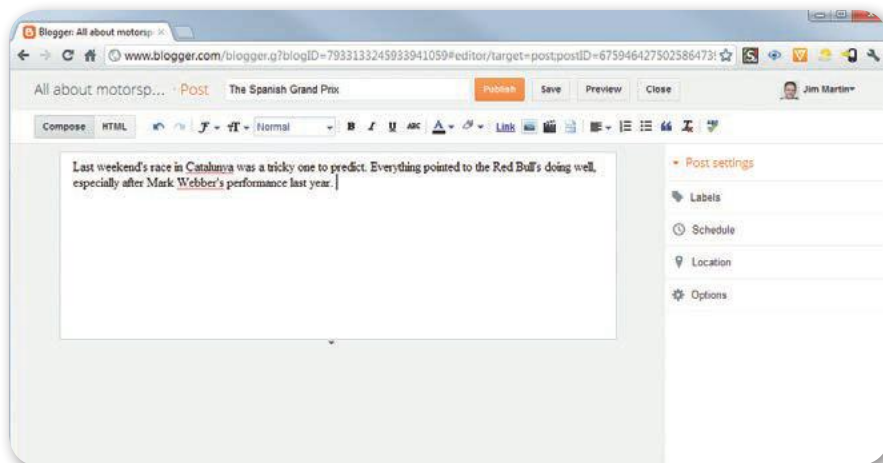 Blogger: All about motorsp
www.blogger.com/blogger.g?blogID=7933133245933941059#editor/target=post;postID=675946427502586473
All about motorsp... · Post The Spanish Grand Prix Publish Save Preview Close Jim Martin
Compose HTML Normal B I U ABC A Link
Last weekend's race in Catalunya was a tricky one to predict. Everything pointed to the Red Bull's doing well,
especially after Mark Webber's performance last year.
Post settings
Labels
Schedule
Location
Options